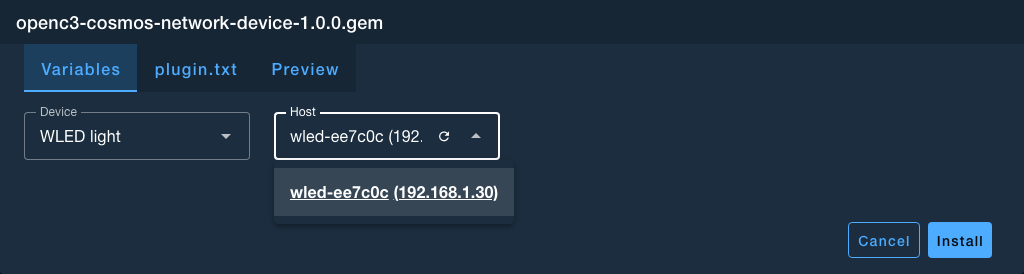 openc3-cosmos-network-device-1.0.0.gem
Variables plugin.txt Preview
Device Host
WLED light wled-ee7c0c (192.
wled-ee7c0c (192.168.1.30)
Cancel Install